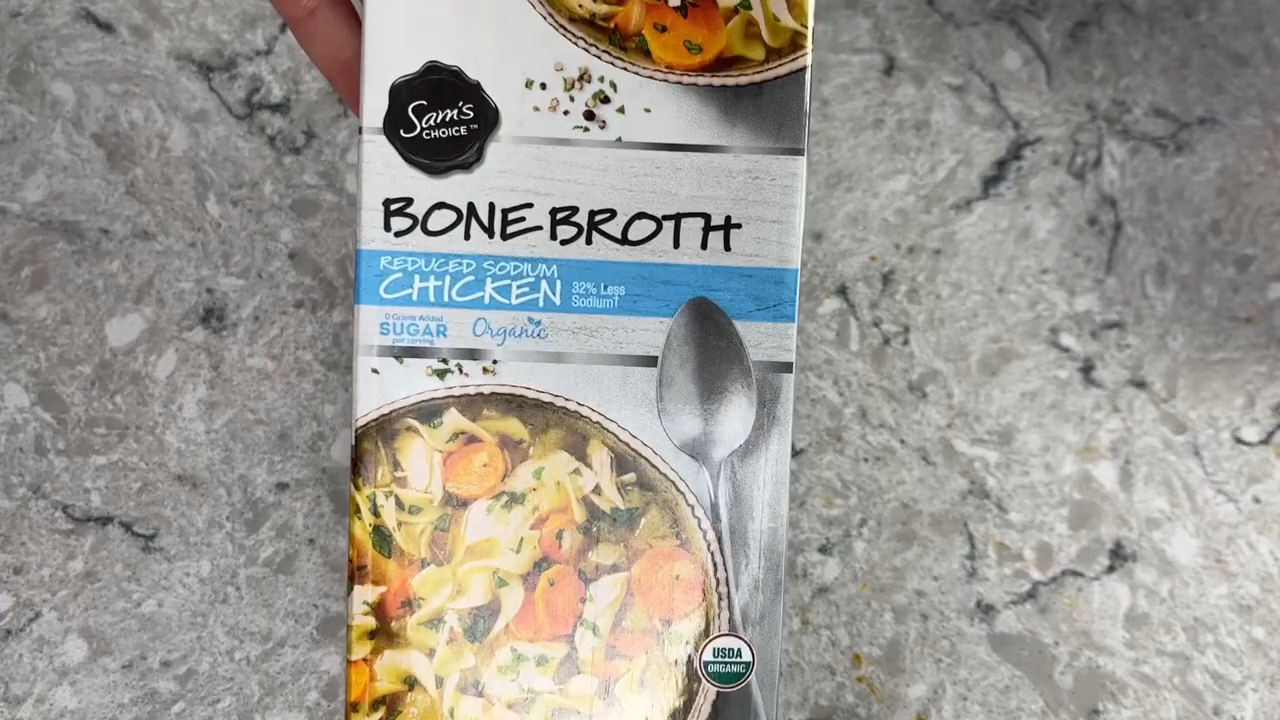 Sam's
CHOICE™
BONE BROTH
REDUCED SODIUM
CHICKEN
32% Less
Sodium†
0 Grams Added
SUGAR
per serving
Organic
USDA
ORGANIC